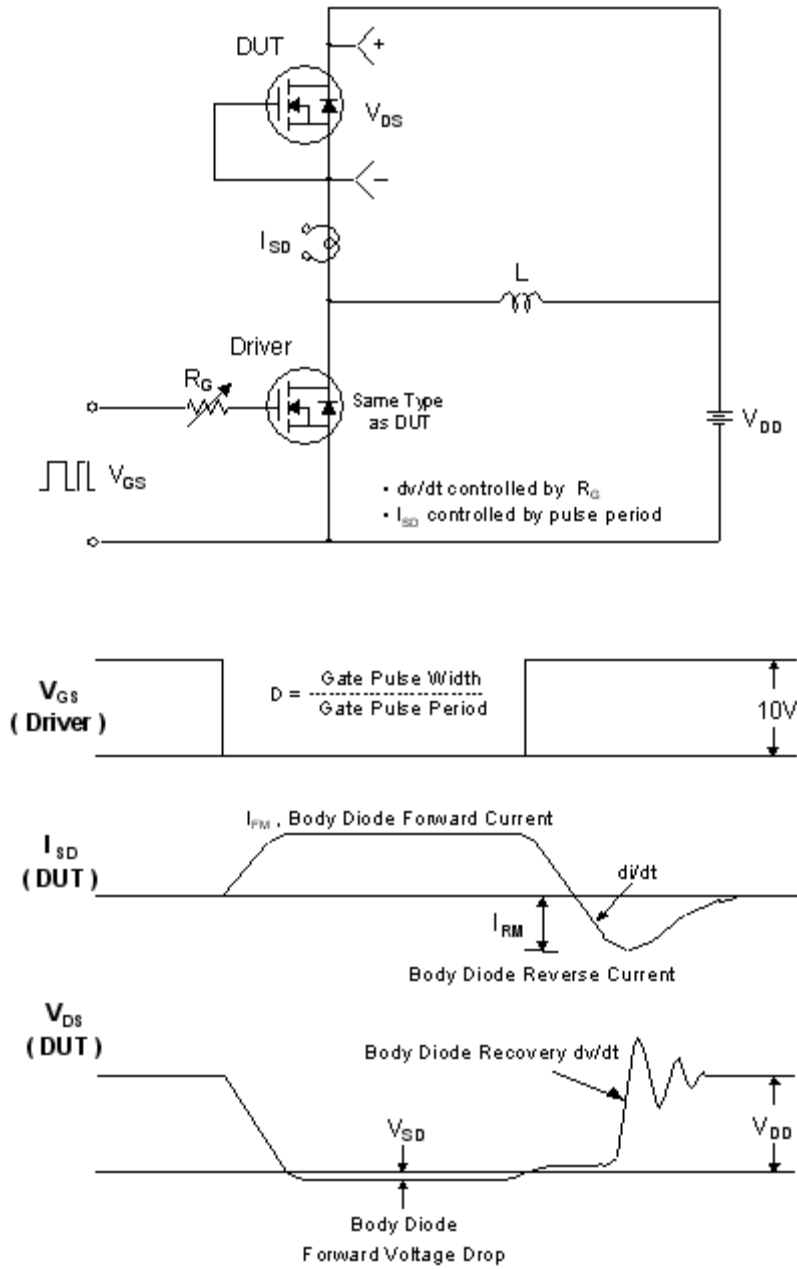 DUT
+
V_DS
−
I_SD
L
Driver
R_G
Same Type
as DUT
V_DD
V_GS
• dv/dt controlled by R_G
• I_SD controlled by pulse period
V_GS
( Driver )
D = Gate Pulse Width
Gate Pulse Period
10V
I_FM , Body Diode Forward Current
I_SD
( DUT )
di/dt
I_RM
Body Diode Reverse Current
V_DS
( DUT )
Body Diode Recovery dv/dt
V_SD
V_DD
Body Diode
Forward Voltage Drop